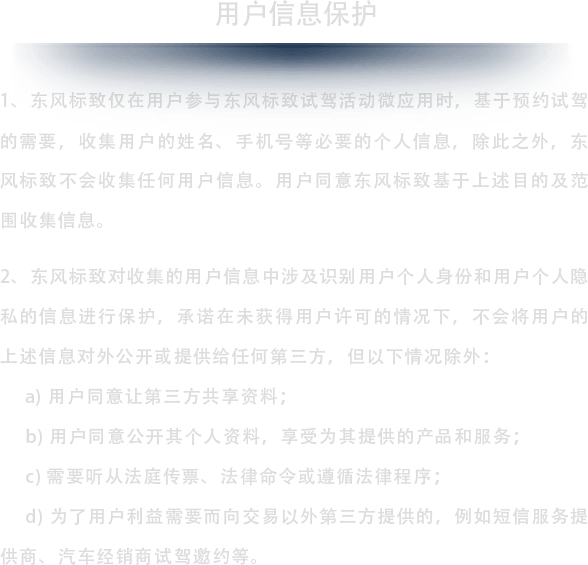 用户信息保护
1、东风标致仅在用户参与东风标致试驾活动微应用时，基于预约试驾
的需要，收集用户的姓名、手机号等必要的个人信息，除此之外，东
风标致不会收集任何用户信息。用户同意东风标致基于上述目的及范
围收集信息。
2、东风标致对收集的用户信息中涉及识别用户个人身份和用户个人隐
私的信息进行保护，承诺在未获得用户许可的情况下，不会将用户的
上述信息对外公开或提供给任何第三方，但以下情况除外：
a) 用户同意让第三方共享资料；
b) 用户同意公开其个人资料，享受为其提供的产品和服务；
c) 需要听从法庭传票、法律命令或遵循法律程序；
d) 为了用户利益需要而向交易以外第三方提供的，例如短信服务提
供商、汽车经销商试驾邀约等。